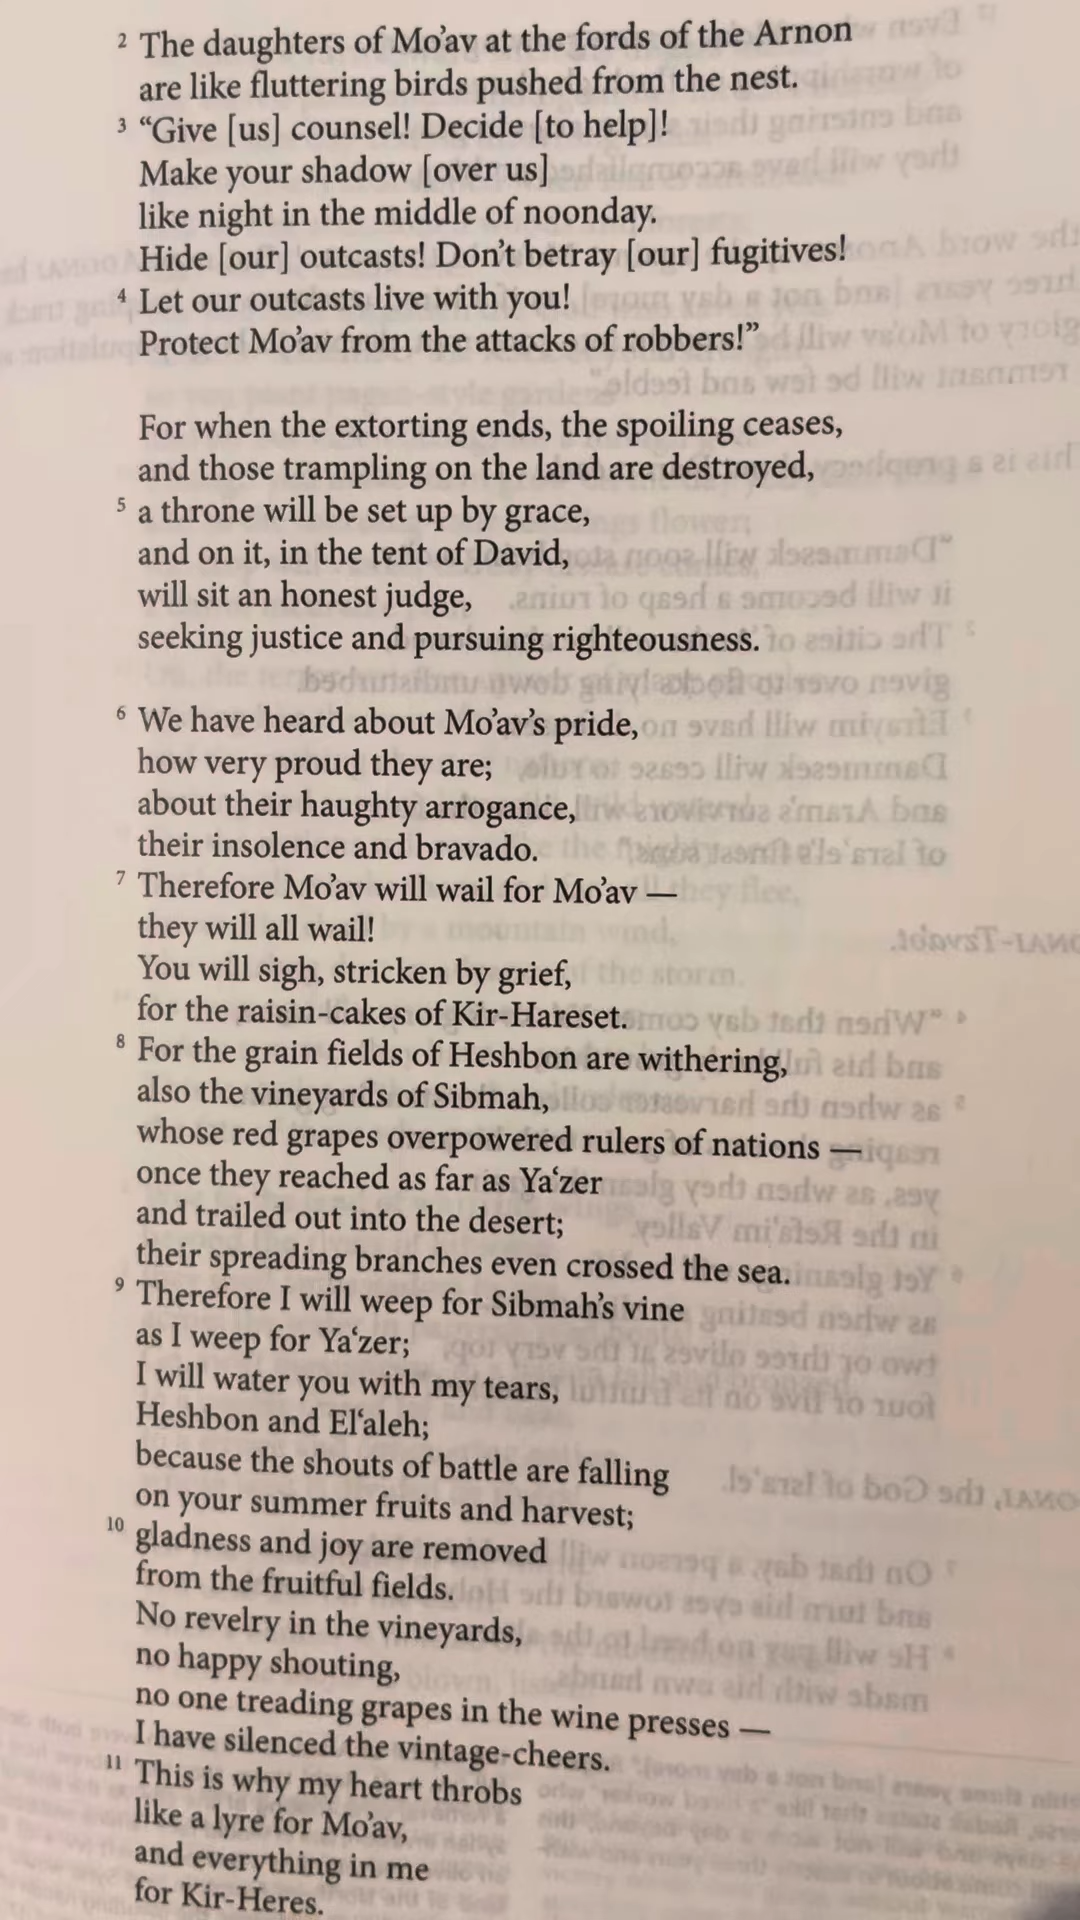 2 The daughters of Mo’av at the fords of the Arnon
are like fluttering birds pushed from the nest.
3 “Give [us] counsel! Decide [to help]!
Make your shadow [over us]
like night in the middle of noonday.
Hide [our] outcasts! Don’t betray [our] fugitives!
4 Let our outcasts live with you!
Protect Mo’av from the attacks of robbers!”
For when the extorting ends, the spoiling ceases,
and those trampling on the land are destroyed,
5 a throne will be set up by grace,
and on it, in the tent of David,
will sit an honest judge,
seeking justice and pursuing righteousness.
6 We have heard about Mo’av’s pride,
how very proud they are;
about their haughty arrogance,
their insolence and bravado.
7 Therefore Mo’av will wail for Mo’av —
they will all wail!
You will sigh, stricken by grief,
for the raisin-cakes of Kir-Hareset.
8 For the grain fields of Heshbon are withering,
also the vineyards of Sibmah,
whose red grapes overpowered rulers of nations —
once they reached as far as Ya‘zer
and trailed out into the desert;
their spreading branches even crossed the sea.
9 Therefore I will weep for Sibmah’s vine
as I weep for Ya‘zer;
I will water you with my tears,
Heshbon and El‘aleh;
because the shouts of battle are falling
on your summer fruits and harvest;
10 gladness and joy are removed
from the fruitful fields.
No revelry in the vineyards,
no happy shouting,
no one treading grapes in the wine presses —
I have silenced the vintage-cheers.
11 This is why my heart throbs
like a lyre for Mo’av,
and everything in me
for Kir-Heres.